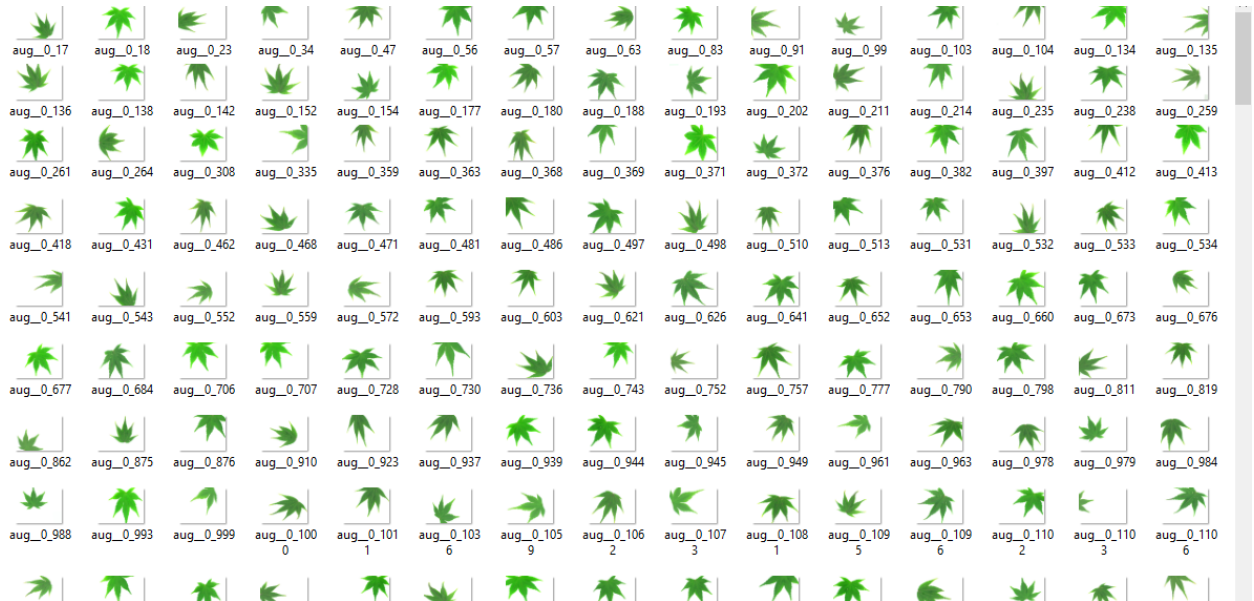 aug__0_17 aug__0_18 aug__0_23 aug__0_34 aug__0_47 aug__0_56 aug__0_57 aug__0_63 aug__0_83 aug__0_91 aug__0_99 aug__0_103 aug__0_104 aug__0_134 aug__0_135
aug__0_136 aug__0_138 aug__0_142 aug__0_152 aug__0_154 aug__0_177 aug__0_180 aug__0_188 aug__0_193 aug__0_202 aug__0_211 aug__0_214 aug__0_235 aug__0_238 aug__0_259
aug__0_261 aug__0_264 aug__0_308 aug__0_335 aug__0_359 aug__0_363 aug__0_368 aug__0_369 aug__0_371 aug__0_372 aug__0_376 aug__0_382 aug__0_397 aug__0_412 aug__0_413
aug__0_418 aug__0_431 aug__0_462 aug__0_468 aug__0_471 aug__0_481 aug__0_486 aug__0_497 aug__0_498 aug__0_510 aug__0_513 aug__0_531 aug__0_532 aug__0_533 aug__0_534
aug__0_541 aug__0_543 aug__0_552 aug__0_559 aug__0_572 aug__0_593 aug__0_603 aug__0_621 aug__0_626 aug__0_641 aug__0_652 aug__0_653 aug__0_660 aug__0_673 aug__0_676
aug__0_677 aug__0_684 aug__0_706 aug__0_707 aug__0_728 aug__0_730 aug__0_736 aug__0_743 aug__0_752 aug__0_757 aug__0_777 aug__0_790 aug__0_798 aug__0_811 aug__0_819
aug__0_862 aug__0_875 aug__0_876 aug__0_910 aug__0_923 aug__0_937 aug__0_939 aug__0_944 aug__0_945 aug__0_949 aug__0_961 aug__0_963 aug__0_978 aug__0_979 aug__0_984
aug__0_988 aug__0_993 aug__0_999 aug__0_100 aug__0_101 aug__0_103 aug__0_105 aug__0_106 aug__0_107 aug__0_108 aug__0_109 aug__0_109 aug__0_110 aug__0_110 aug__0_110
0 1 6 9 2 3 1 5 6 2 3 6